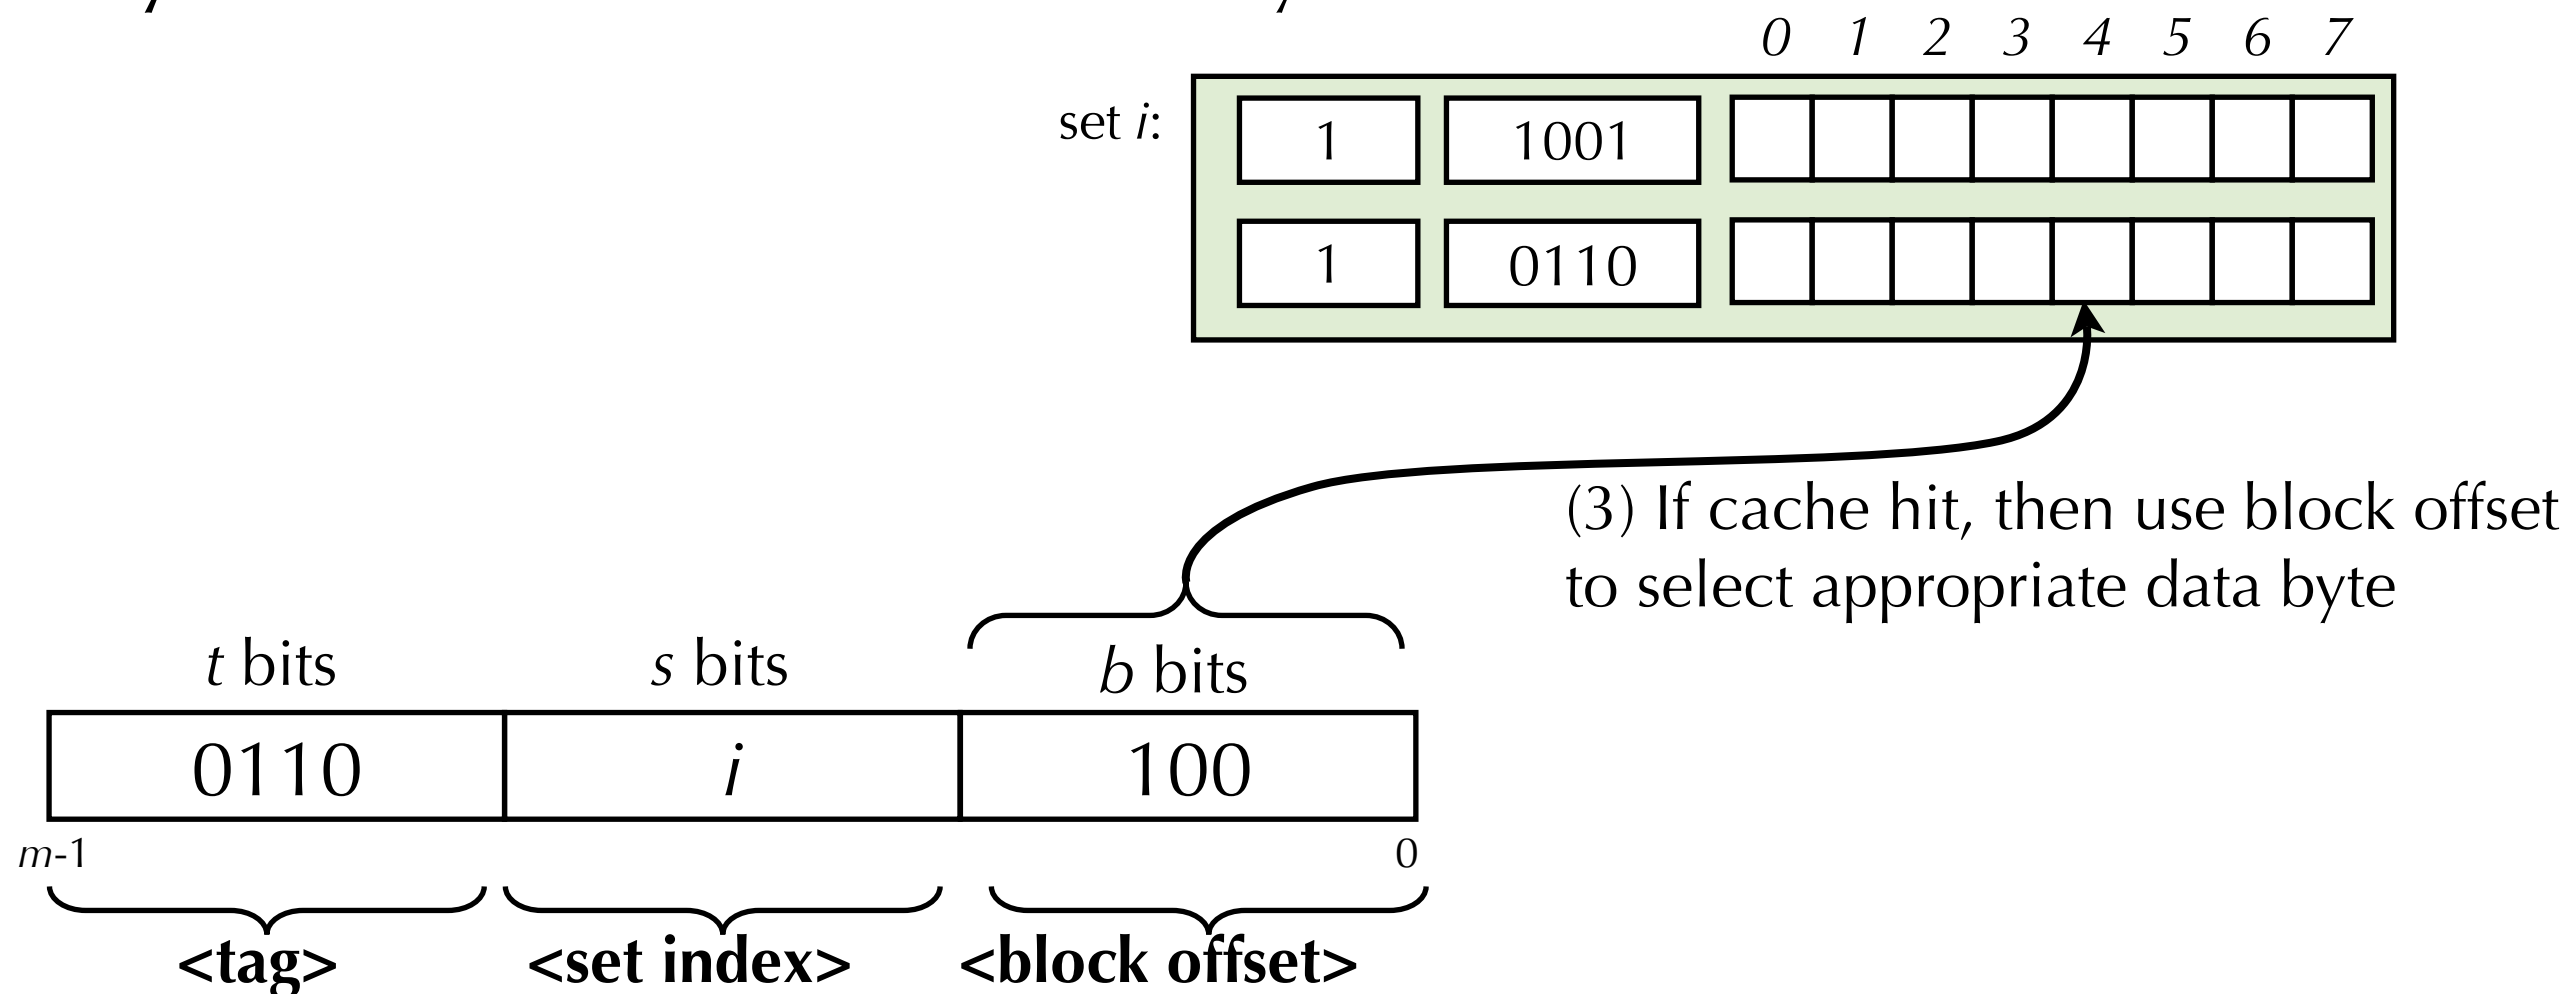 0 1 2 3 4 5 6 7
set i:
1 1001
1 0110
(3) If cache hit, then use block offset
to select appropriate data byte
t bits s bits b bits
0110 i 100
m-1 0
<tag> <set index> <block offset>